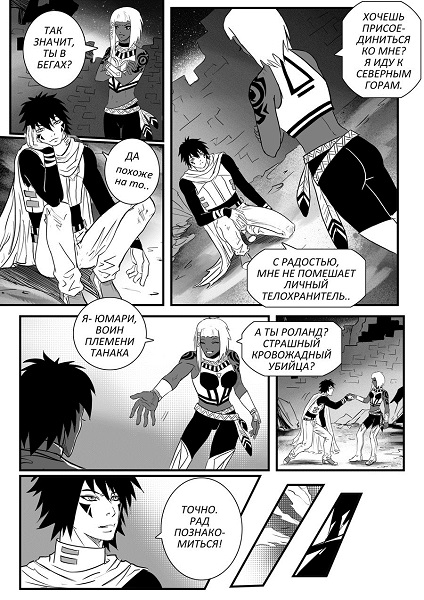 ТАК
ЗНАЧИТ,
ТЫ В
БЕГАХ?
ДА
похоже
на то..
ХОЧЕШЬ
ПРИСОЕ-
ДИНИТЬСЯ
КО МНЕ?
Я ИДУ К
СЕВЕРНЫМ
ГОРАМ.
С РАДОСТЬЮ,
МНЕ НЕ ПОМЕШАЕТ
ЛИЧНЫЙ
ТЕЛОХРАНИТЕЛЬ..
Я- ЮМАРИ,
ВОИН
ПЛЕМЕНИ
ТАНАКА
А ТЫ РОЛАНД?
СТРАШНЫЙ
КРОВОЖАДНЫЙ
УБИЙЦА?
ТОЧНО.
РАД
ПОЗНАКО-
МИТЬСЯ!